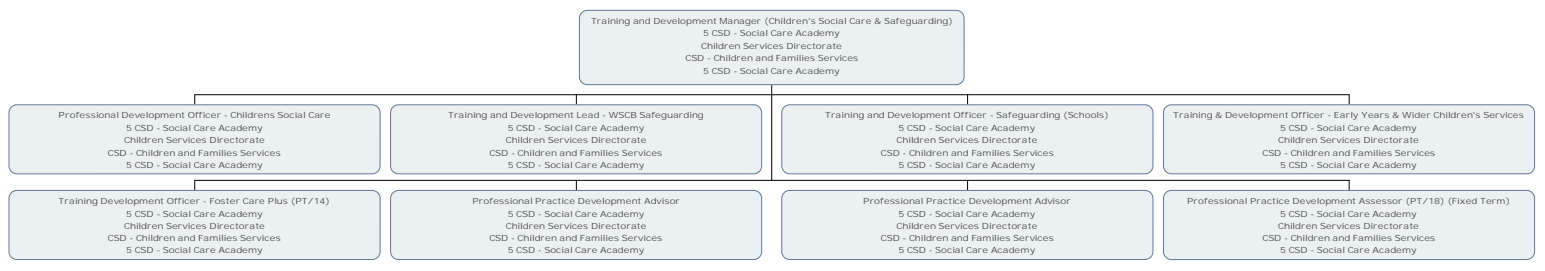 Training and Development Manager (Children's Social Care & Safeguarding)
5 CSD - Social Care Academy
Children Services Directorate
CSD - Children and Families Services
5 CSD - Social Care Academy
Professional Development Officer - Childrens Social Care
5 CSD - Social Care Academy
Children Services Directorate
CSD - Children and Families Services
5 CSD - Social Care Academy
Training and Development Lead - WSCB Safeguarding
5 CSD - Social Care Academy
Children Services Directorate
CSD - Children and Families Services
5 CSD - Social Care Academy
Training and Development Officer - Safeguarding (Schools)
5 CSD - Social Care Academy
Children Services Directorate
CSD - Children and Families Services
5 CSD - Social Care Academy
Training & Development Officer - Early Years & Wider Children's Services
5 CSD - Social Care Academy
Children Services Directorate
CSD - Children and Families Services
5 CSD - Social Care Academy
Training Development Officer - Foster Care Plus (PT/14)
5 CSD - Social Care Academy
Children Services Directorate
CSD - Children and Families Services
5 CSD - Social Care Academy
Professional Practice Development Advisor
5 CSD - Social Care Academy
Children Services Directorate
CSD - Children and Families Services
5 CSD - Social Care Academy
Professional Practice Development Advisor
5 CSD - Social Care Academy
Children Services Directorate
CSD - Children and Families Services
5 CSD - Social Care Academy
Professional Practice Development Assessor (PT/18) (Fixed Term)
5 CSD - Social Care Academy
Children Services Directorate
CSD - Children and Families Services
5 CSD - Social Care Academy